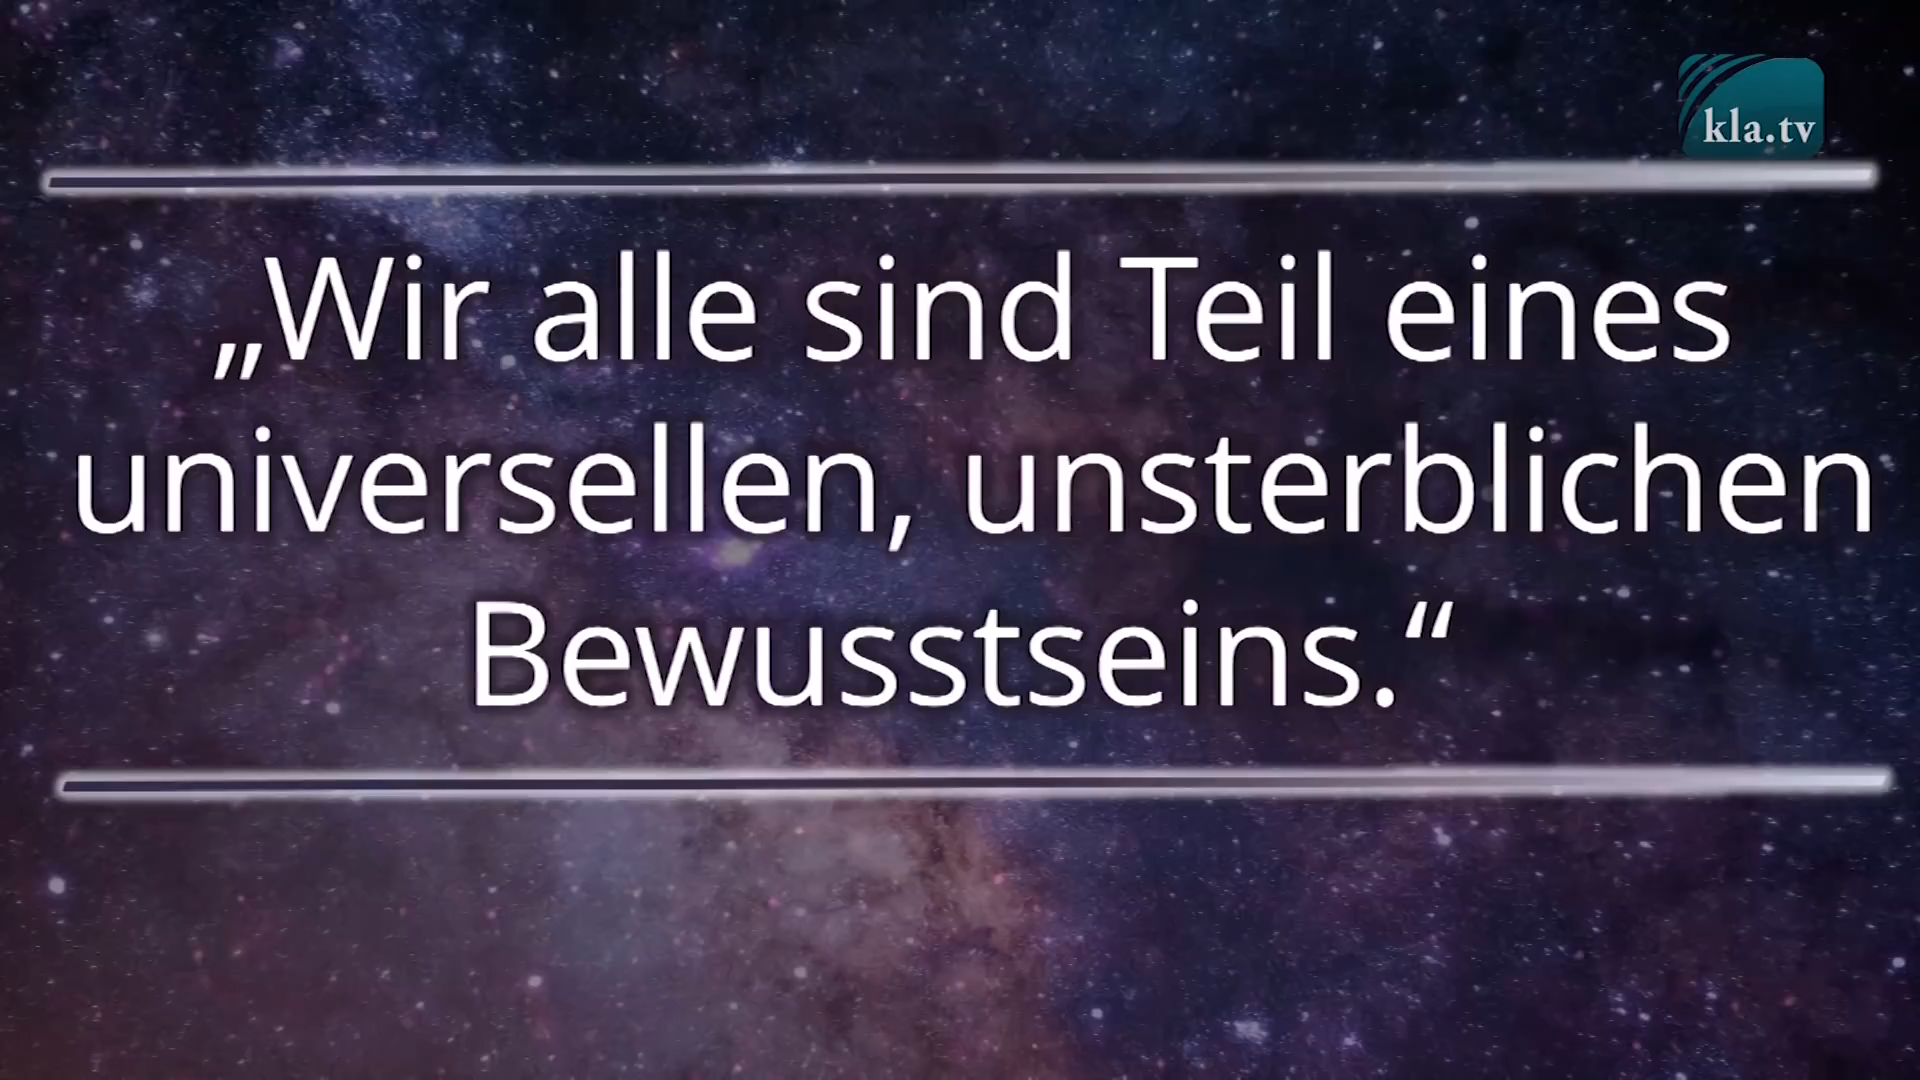 kla.tv
„Wir alle sind Teil eines
universellen, unsterblichen
Bewusstseins.“